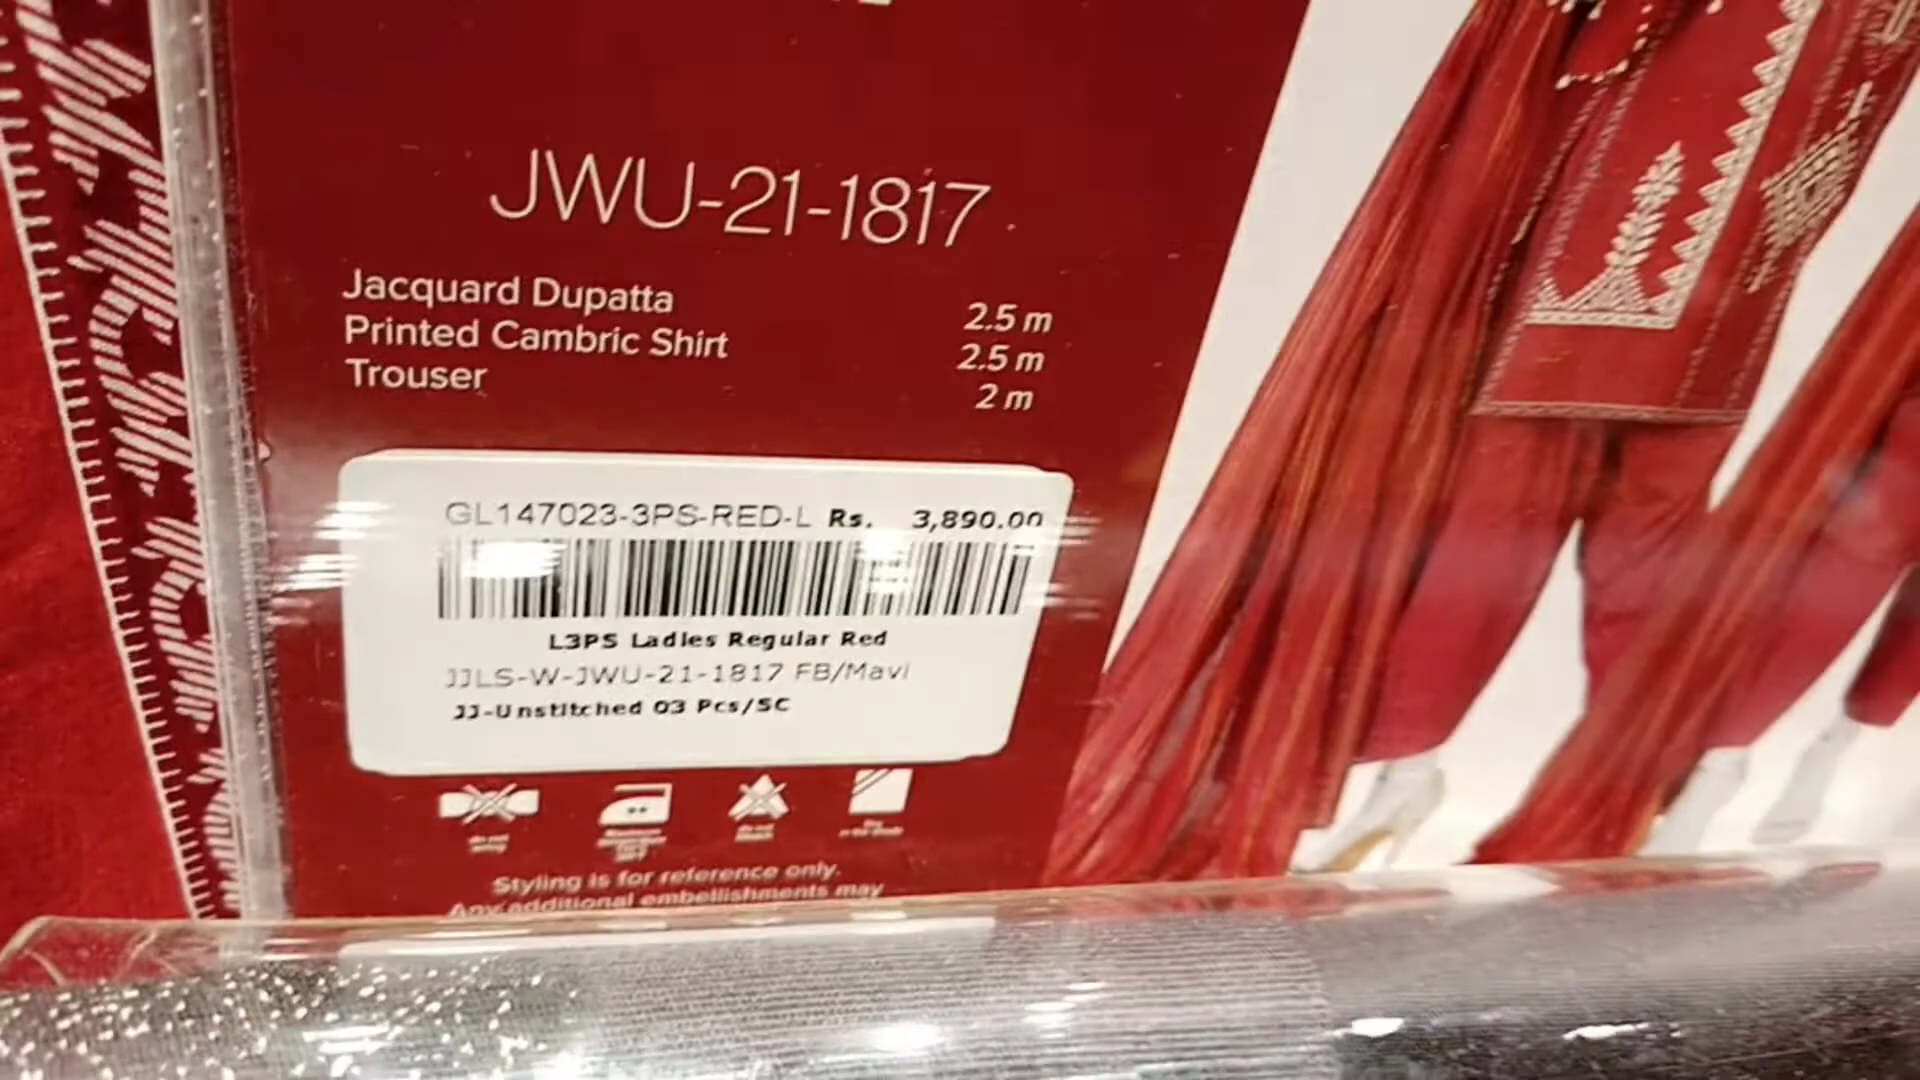 JWU-21-1817
Jacquard Dupatta 2.5 m
Printed Cambric Shirt 2.5 m
Trouser 2 m
GL147023-3PS-RED-L Rs. 3,890.00
L3PS Ladies Regular Red
JJLS-W-JWU-21-1817 FB/Mavi
JJ-Unstitched 03 Pcs/SC
Styling is for reference only.
Any additional embellishments may